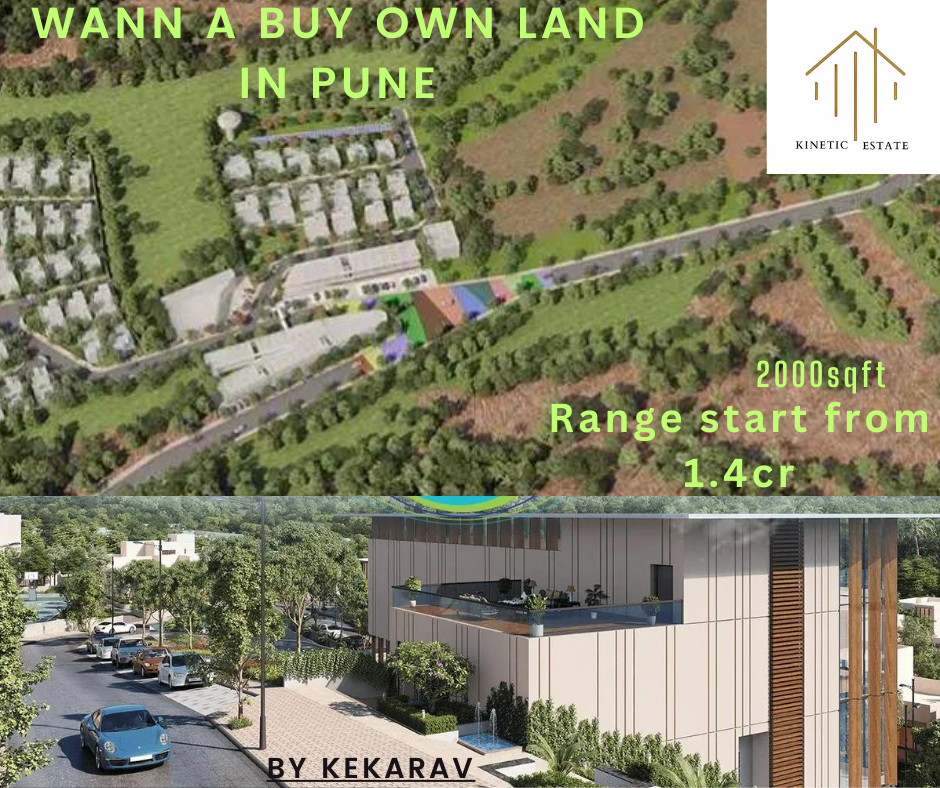 WANN A BUY OWN LAND
IN PUNE
KINETIC ESTATE
2000sqft
Range start from
1.4cr
BY KEKARAV